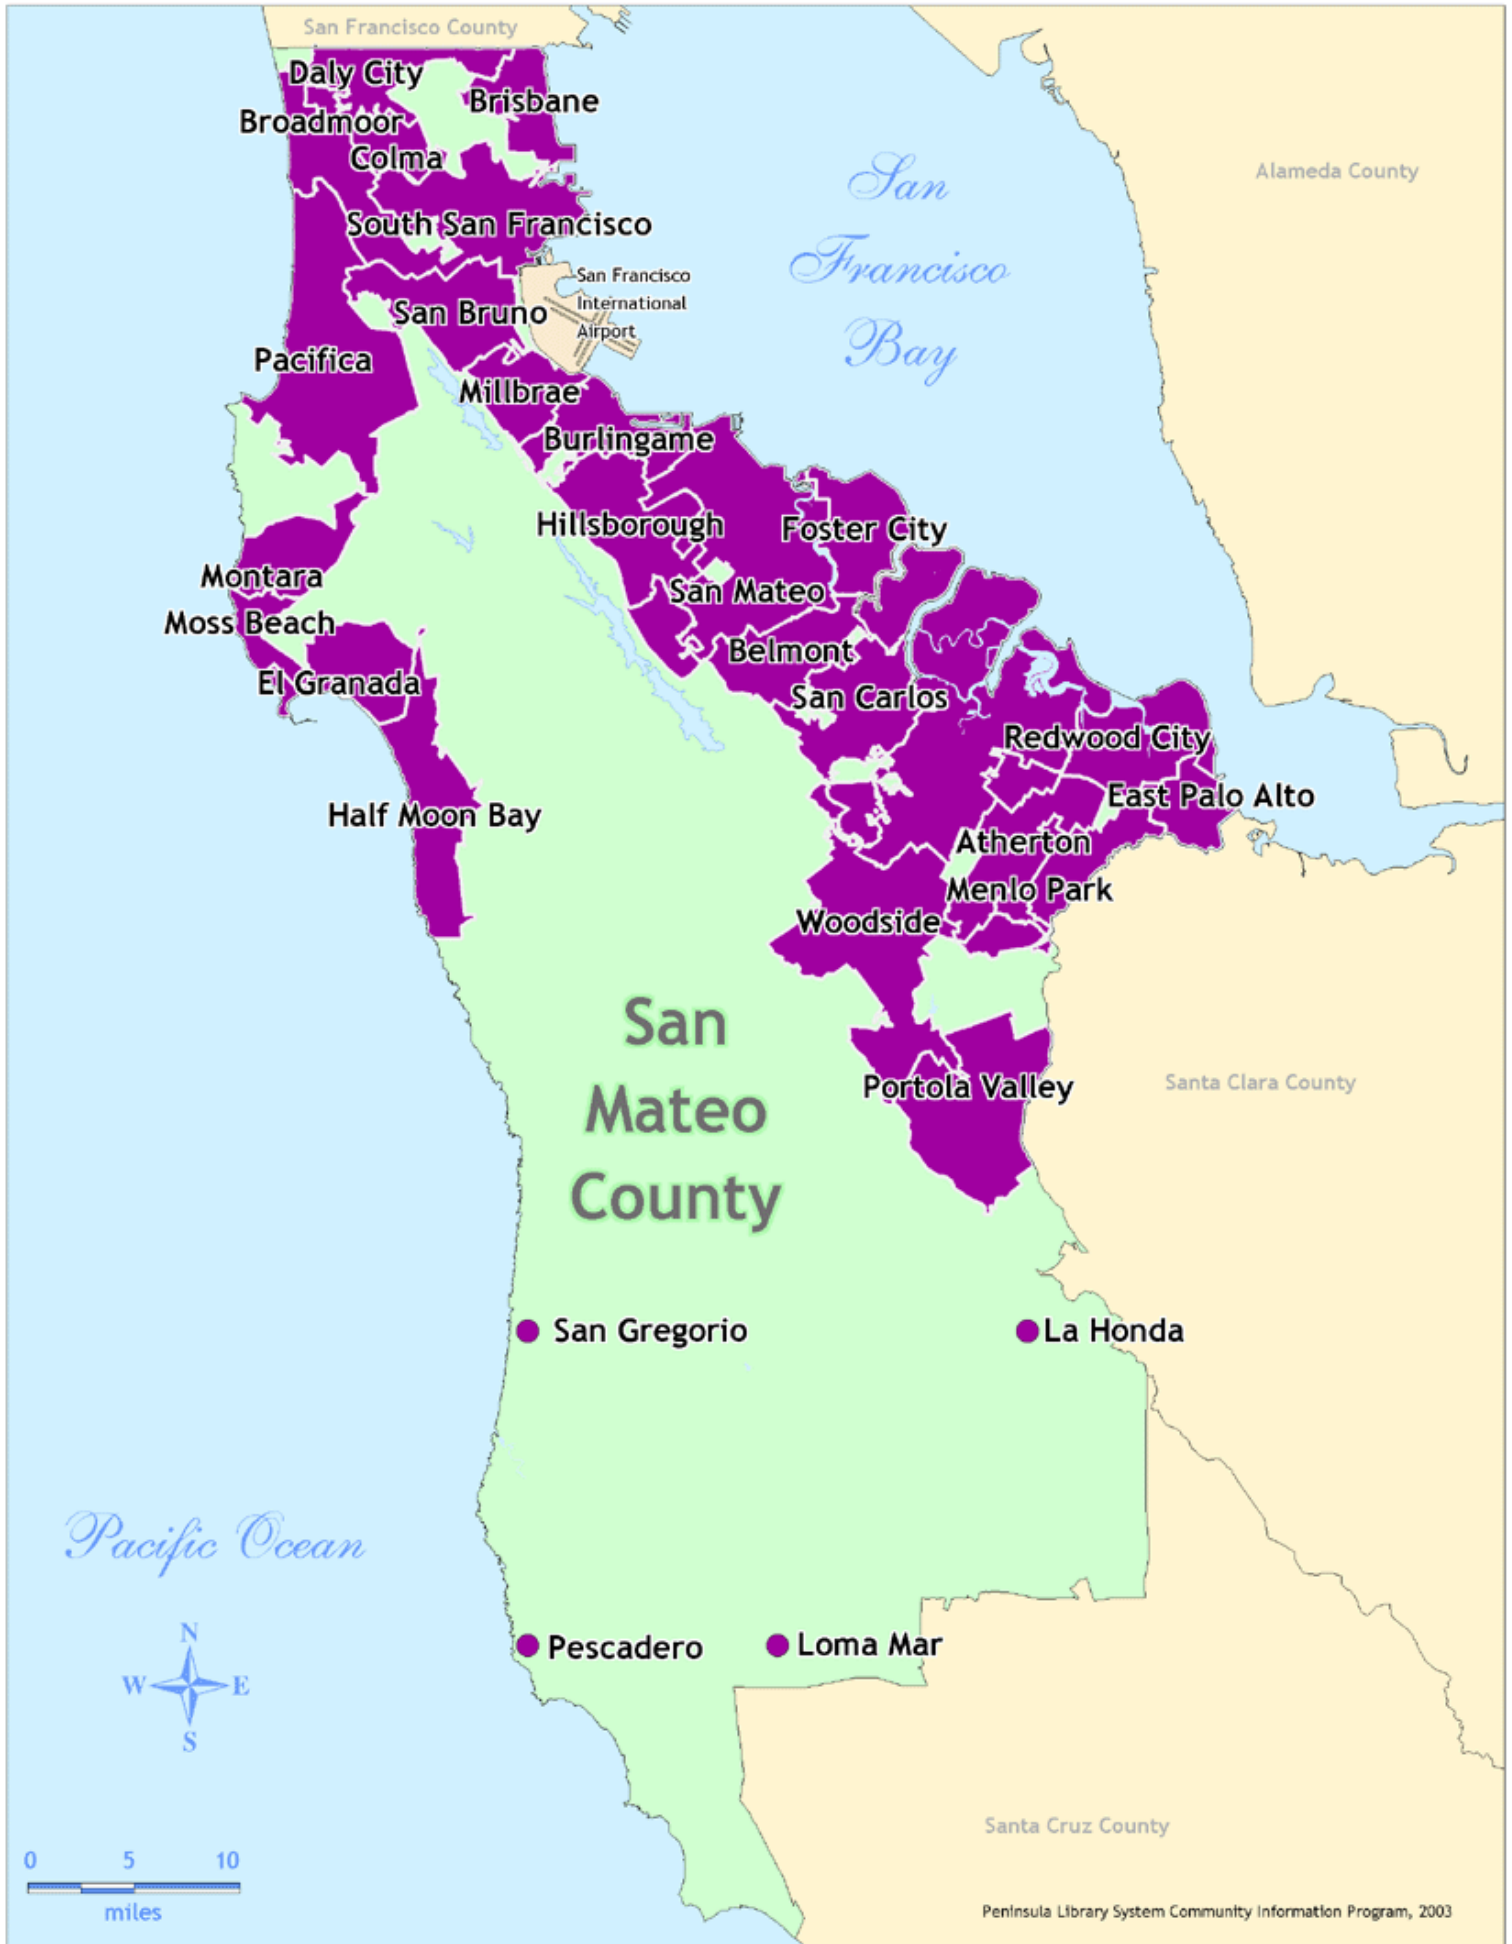 San Francisco County
Daly City
Brisbane
Broadmoor
Colma
San
Francisco
Bay
Alameda County
South San Francisco
San Francisco
International
Airport
San Bruno
Pacifica
Millbrae
Burlingame
Hillsborough
Foster City
Montara
San Mateo
Moss Beach
Belmont
El Granada
San Carlos
Redwood City
East Palo Alto
Half Moon Bay
Atherton
Menlo Park
Woodside
San
Mateo
County
Portola Valley
Santa Clara County
San Gregorio
La Honda
Pacific Ocean
N
W E
S
Pescadero
Loma Mar
Santa Cruz County
0 5 10
miles
Peninsula Library System Community Information Program, 2003